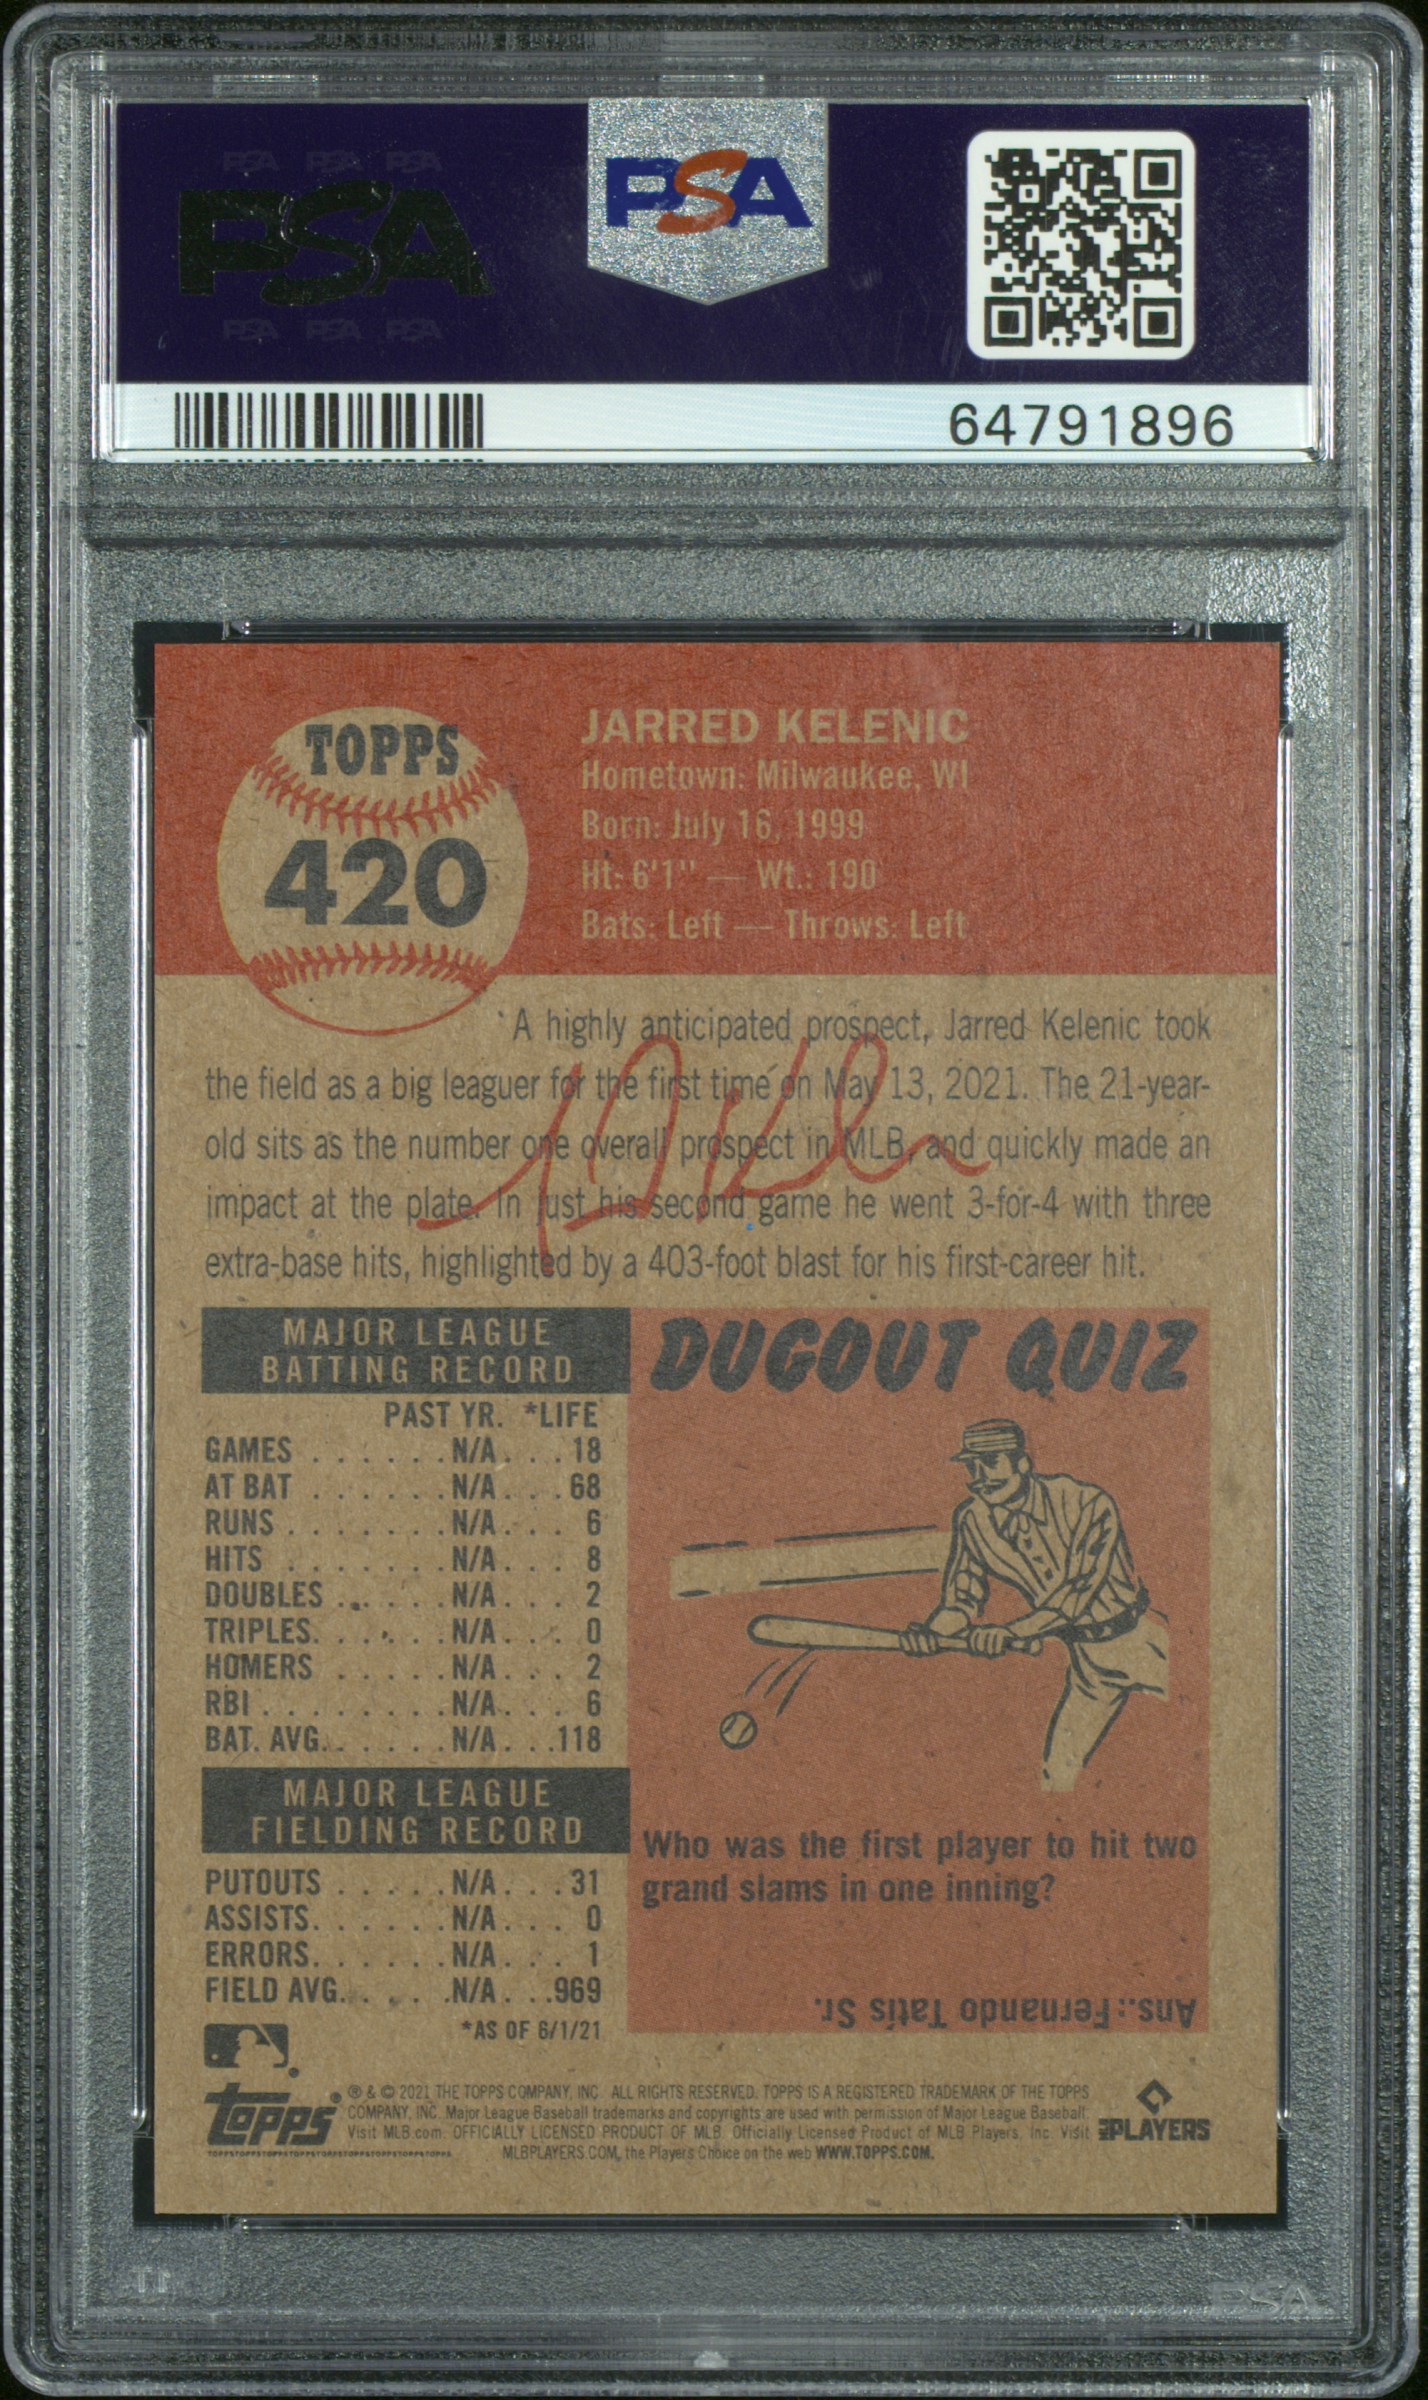 PSA PSA PSA
PSA
PSA PSA PSA
PSA
64791896
TOPPS
420
JARRED KELENIC
Hometown: Milwaukee, WI
Born: July 16, 1999
Ht: 6'1" — Wt.: 190
Bats: Left — Throws: Left
A highly anticipated prospect, Jarred Kelenic took
the field as a big leaguer for the first time on May 13, 2021. The 21-year-
old sits as the number one overall prospect in MLB, and quickly made an
impact at the plate. In just his second game he went 3-for-4 with three
extra-base hits, highlighted by a 403-foot blast for his first-career hit.
MAJOR LEAGUE
BATTING RECORD
PAST YR. *LIFE
GAMES . . . . . . N/A . . . 18
AT BAT . . . . . . N/A . . . 68
RUNS . . . . . . . N/A . . . 6
HITS . . . . . . . N/A . . . 8
DOUBLES . . . . . N/A . . . 2
TRIPLES. . . . . . N/A . . . 0
HOMERS . . . . . N/A . . . 2
RBI . . . . . . . . N/A . . . 6
BAT. AVG. . . . . . N/A . . .118
MAJOR LEAGUE
FIELDING RECORD
PUTOUTS . . . . . N/A . . . 31
ASSISTS. . . . . . N/A . . . 0
ERRORS. . . . . . N/A . . . 1
FIELD AVG. . . . . N/A . . .969
*AS OF 6/1/21
DUGOUT QUIZ
Who was the first player to hit two
grand slams in one inning?
Ans.: Fernando Tatis Sr.
TOPPS
® & © 2021 THE TOPPS COMPANY, INC. ALL RIGHTS RESERVED. TOPPS IS A REGISTERED TRADEMARK OF THE TOPPS
COMPANY, INC. Major League Baseball trademarks and copyrights are used with permission of Major League Baseball.
Visit MLB.com. OFFICIALLY LICENSED PRODUCT OF MLB Officially Licensed Product of MLB Players, Inc. Visit
MLBPLAYERS.COM, the Players Choice on the web WWW.TOPPS.COM.
TOPPSTOPPSTOPPSTOPPSTOPPSTOPPSTOPPSTOPPS
MLB PLAYERS
PSA